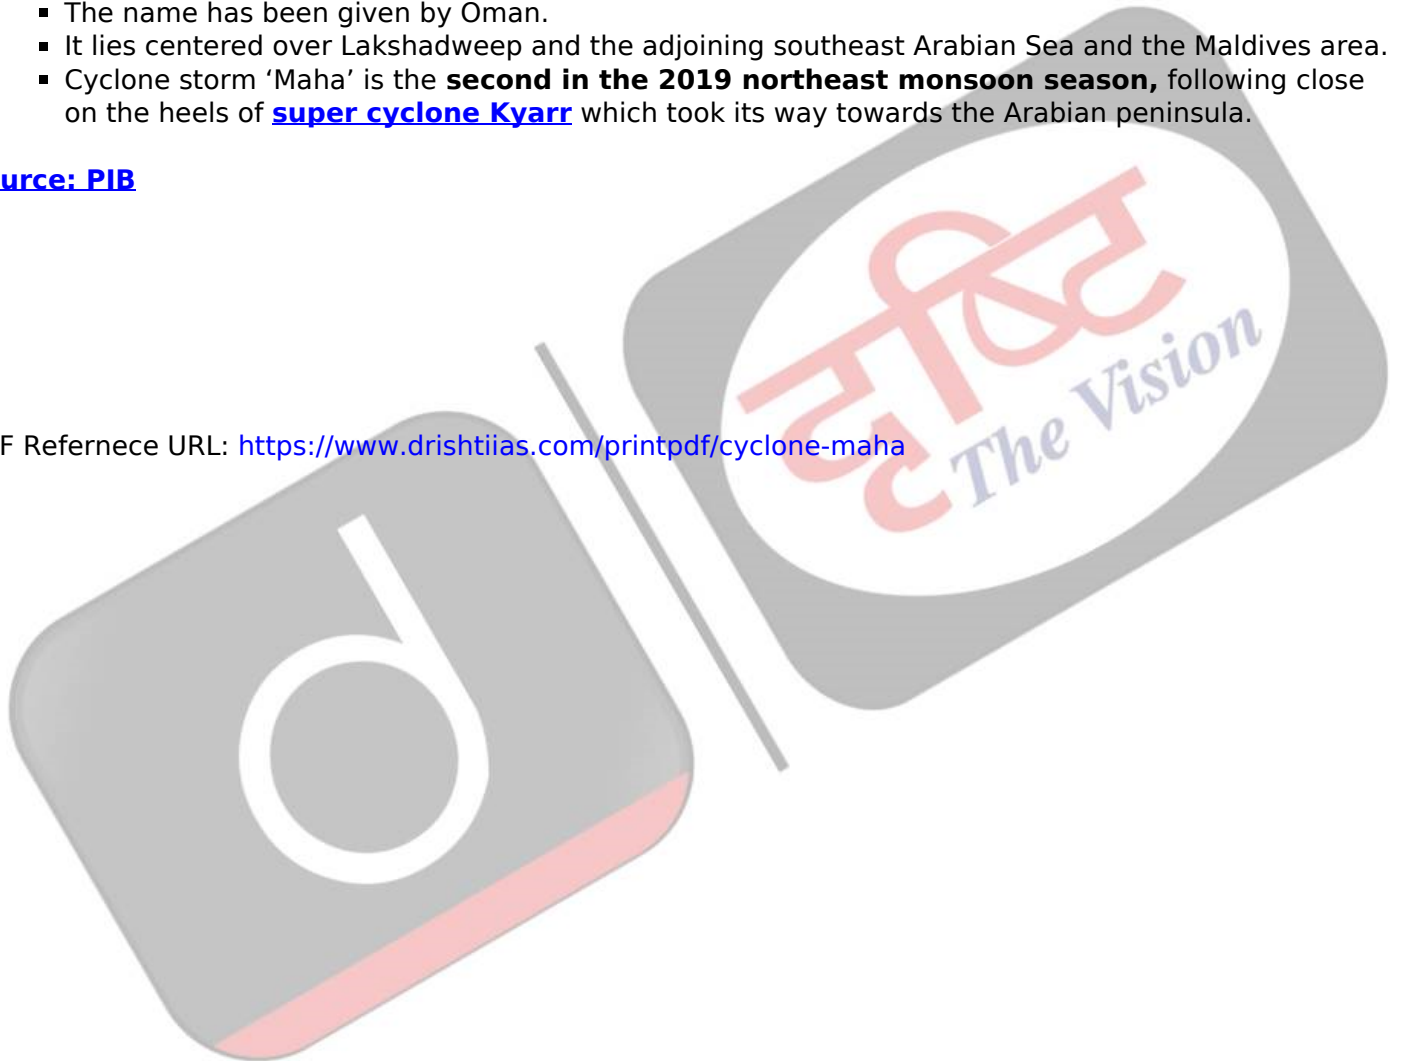 ▪ The name has been given by Oman.
▪ It lies centered over Lakshadweep and the adjoining southeast Arabian Sea and the Maldives area.
▪ Cyclone storm ‘Maha’ is the second in the 2019 northeast monsoon season, following close
on the heels of super cyclone Kyarr which took its way towards the Arabian peninsula.
urce: PIB
F Refernece URL: https://www.drishtiias.com/printpdf/cyclone-maha
दृष्टि
The Vision
d